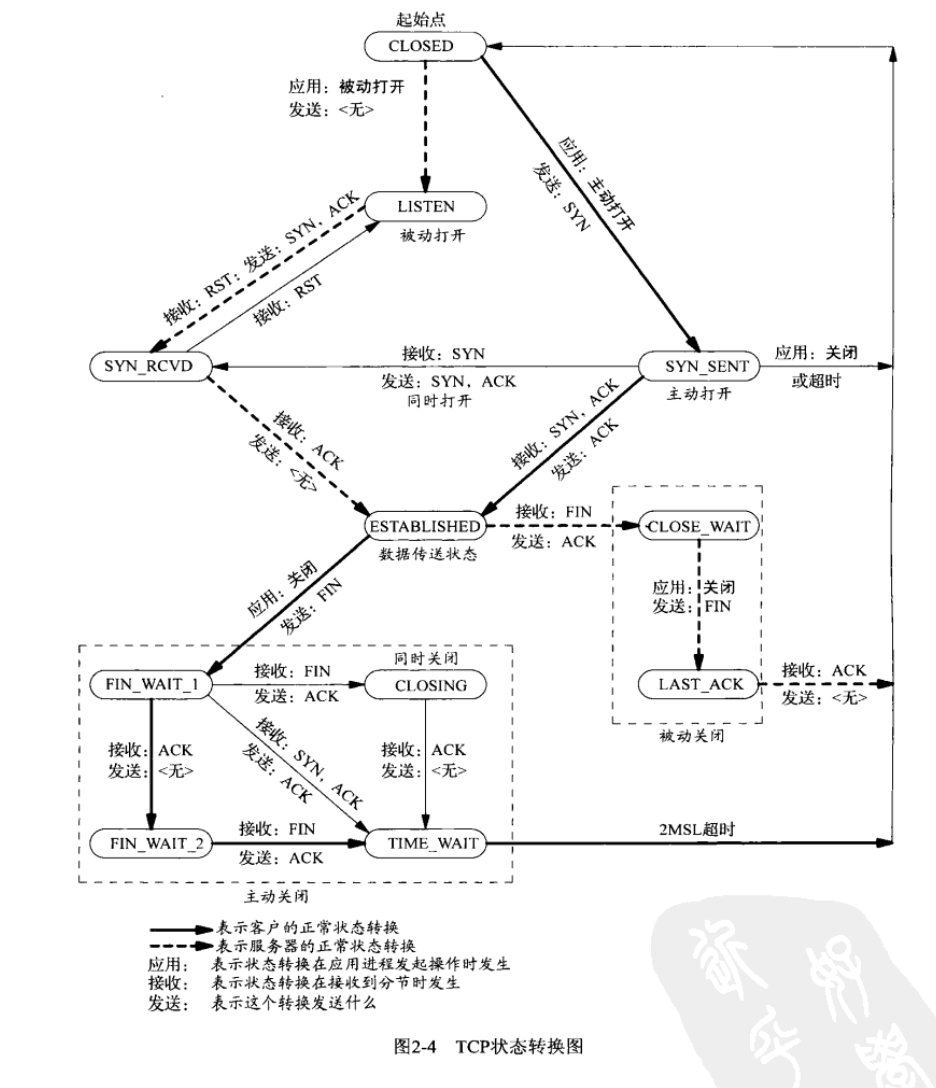 起始点
CLOSED
应用：被动打开
发送：<无>
应用：主动打开
发送：SYN
LISTEN
被动打开
接收：RST；发送：SYN，ACK
接收：RST
SYN_RCVD
接收：SYN
发送：SYN，ACK
同时打开
SYN_SENT
主动打开
应用：关闭
或超时
接收：ACK
发送：<无>
接收：SYN，ACK
发送：ACK
ESTABLISHED
数据传送状态
接收：FIN
发送：ACK
CLOSE_WAIT
应用：关闭
发送：FIN
应用：关闭
发送：FIN
LAST_ACK
接收：ACK
发送：<无>
被动关闭
同时关闭
FIN_WAIT_1
接收：FIN
发送：ACK
CLOSING
接收：ACK
发送：<无>
接收：SYN，ACK
发送：ACK
接收：ACK
发送：<无>
FIN_WAIT_2
接收：FIN
发送：ACK
TIME_WAIT
2MSL超时
主动关闭
表示客户的正常状态转换
表示服务器的正常状态转换
应用： 表示状态转换在应用进程发起操作时发生
接收： 表示状态转换在接收到分节时发生
发送： 表示这个转换发送什么
图2-4 TCP状态转换图